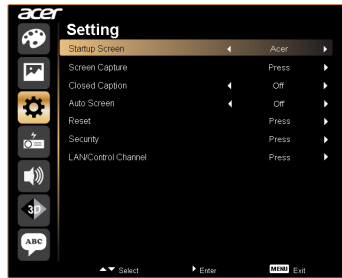 acer
Setting
Startup Screen Acer
Screen Capture Press
Closed Caption Off
Auto Screen Off
Reset Press
Security Press
LAN/Control Channel Press
3D
ABC
Select Enter MENU Exit